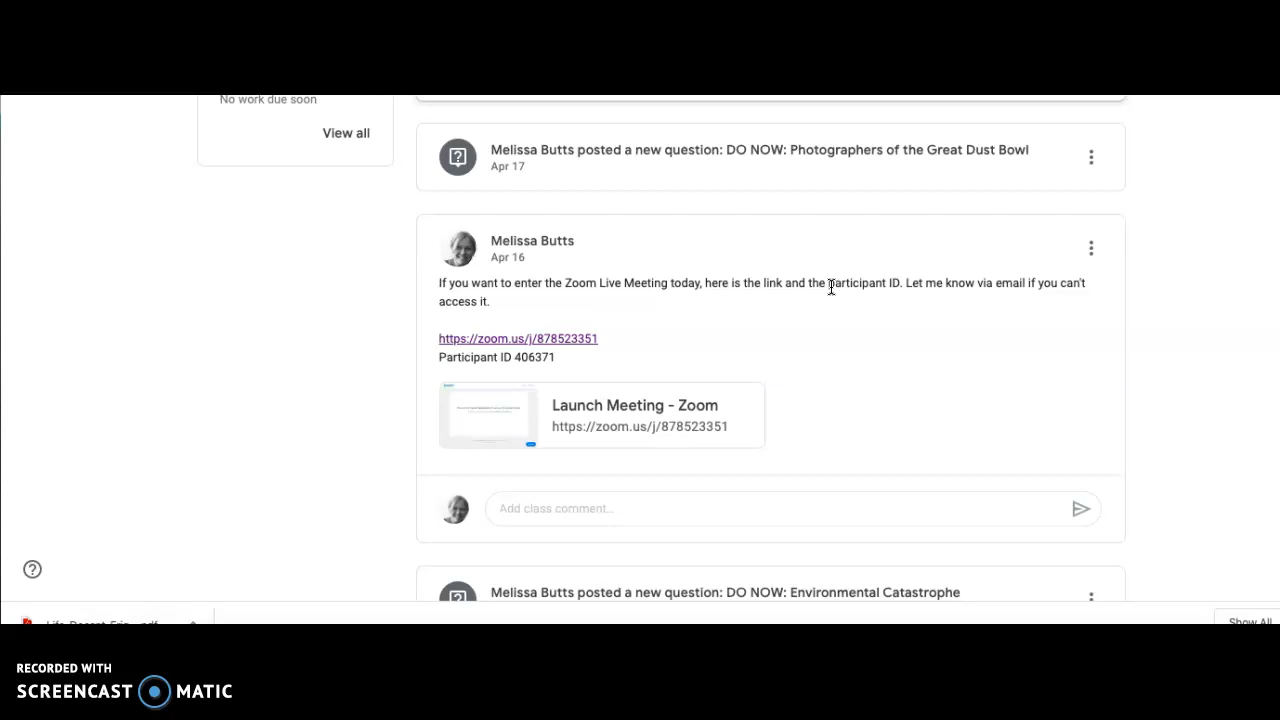 No work due soon
View all
Melissa Butts posted a new question: DO NOW: Photographers of the Great Dust Bowl
Apr 17
Melissa Butts
Apr 16
If you want to enter the Zoom Live Meeting today, here is the link and the participant ID. Let me know via email if you can't
access it.
https://zoom.us/j/878523351
Participant ID 406371
Launch Meeting - Zoom
https://zoom.us/j/878523351
Add class comment...
Melissa Butts posted a new question: DO NOW: Environmental Catastrophe
Show All
RECORDED WITH
SCREENCAST MATIC